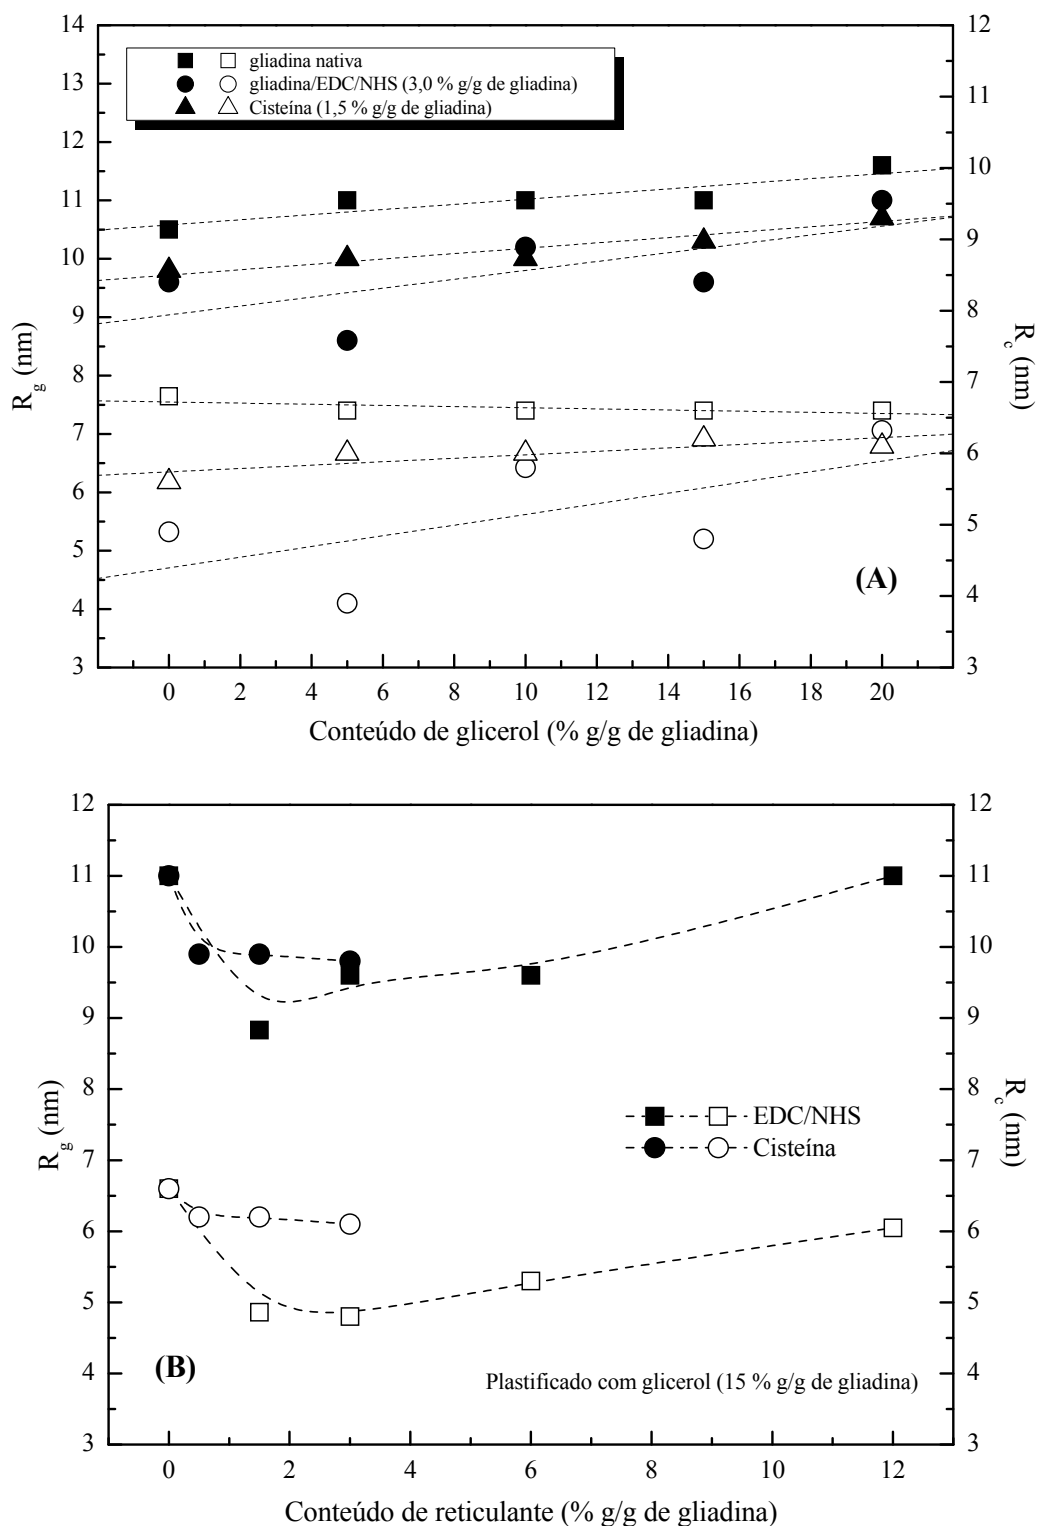 gliadina nativa
gliadina/EDC/NHS (3,0 % g/g de gliadina)
Cisteína (1,5 % g/g de gliadina)
14
13
12
11
10
9
8
7
6
5
4
3
R_g (nm)
12
11
10
9
8
7
6
5
4
3
R_c (nm)
(A)
0 2 4 6 8 10 12 14 16 18 20
Conteúdo de glicerol (% g/g de gliadina)
12
11
10
9
8
7
6
5
4
3
R_g (nm)
12
11
10
9
8
7
6
5
4
3
R_c (nm)
EDC/NHS
Cisteína
(B)
Plastificado com glicerol (15 % g/g de gliadina)
0 2 4 6 8 10 12
Conteúdo de reticulante (% g/g de gliadina)